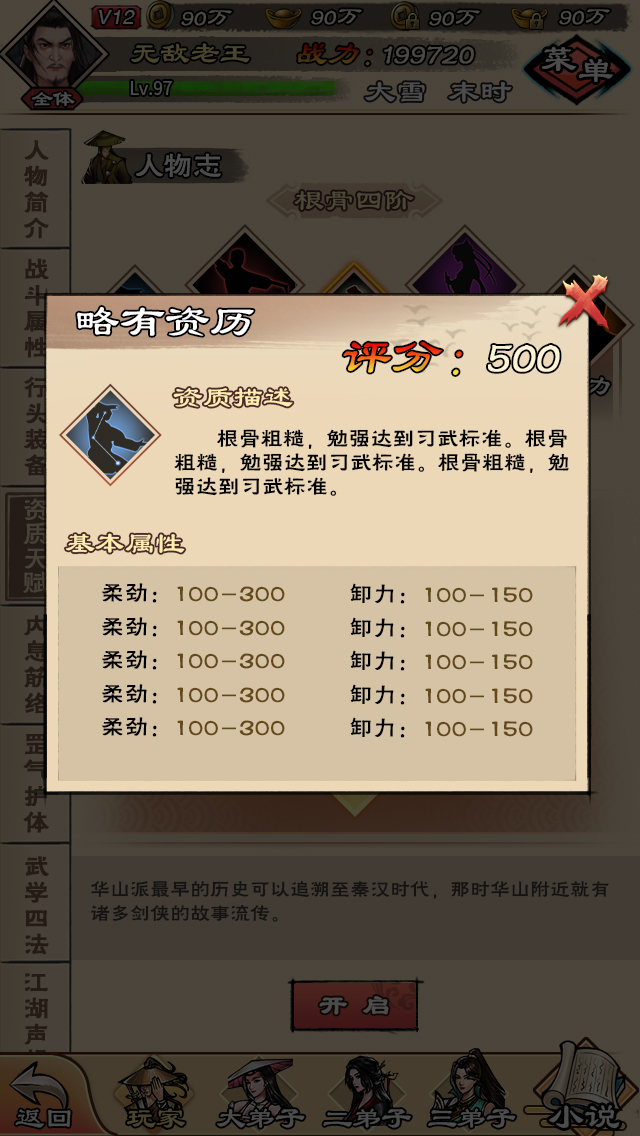 V12 90万 90万 90万 90万
无敌老王 战力：199720
全体 Lv.97 大雪 末时
菜单
人物志
根骨四阶
人物简介
战斗属性
行头装备
资质天赋
内息筋络
罡气护体
武学四法
江湖声
略有资历
评分：500
资质描述
根骨粗糙，勉强达到习武标准。根骨
粗糙，勉强达到习武标准。根骨粗糙，勉
强达到习武标准。
力
基本属性
柔劲：100-300 卸力：100-150
柔劲：100-300 卸力：100-150
柔劲：100-300 卸力：100-150
柔劲：100-300 卸力：100-150
柔劲：100-300 卸力：100-150
华山派最早的历史可以追溯至秦汉时代，那时华山附近就有
诸多剑侠的故事流传。
开启
返回 玩家 大弟子 二弟子 三弟子 小说